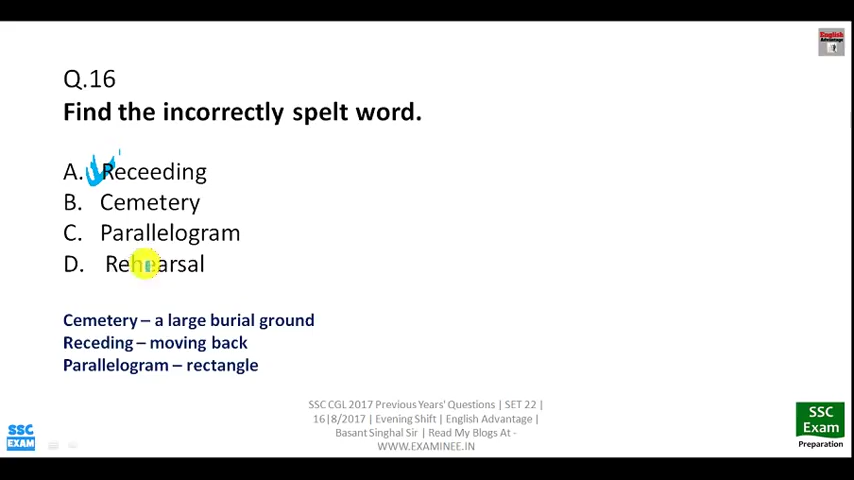 English
Advantage
Q.16
Find the incorrectly spelt word.
A. Receeding
B. Cemetery
C. Parallelogram
D. Rehearsal
Cemetery – a large burial ground
Receding – moving back
Parallelogram – rectangle
SSC CGL 2017 Previous Years' Questions | SET 22 |
16|8/2017 | Evening Shift | English Advantage |
Basant Singhal Sir | Read My Blogs At -
WWW.EXAMINEE.IN
SSC
EXAM
SSC
Exam
Preparation